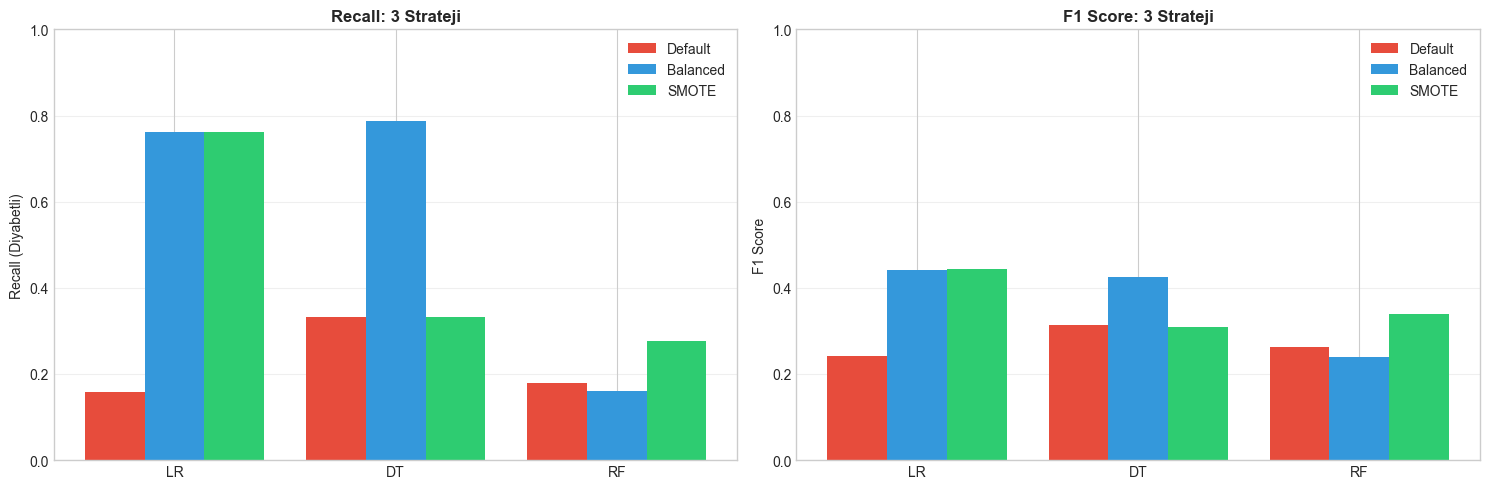 Recall: 3 Strateji
Recall (Diyabetli)
1.0
0.8
0.6
0.4
0.2
0.0
LR
DT
RF
Default
Balanced
SMOTE
F1 Score: 3 Strateji
F1 Score
1.0
0.8
0.6
0.4
0.2
0.0
LR
DT
RF
Default
Balanced
SMOTE